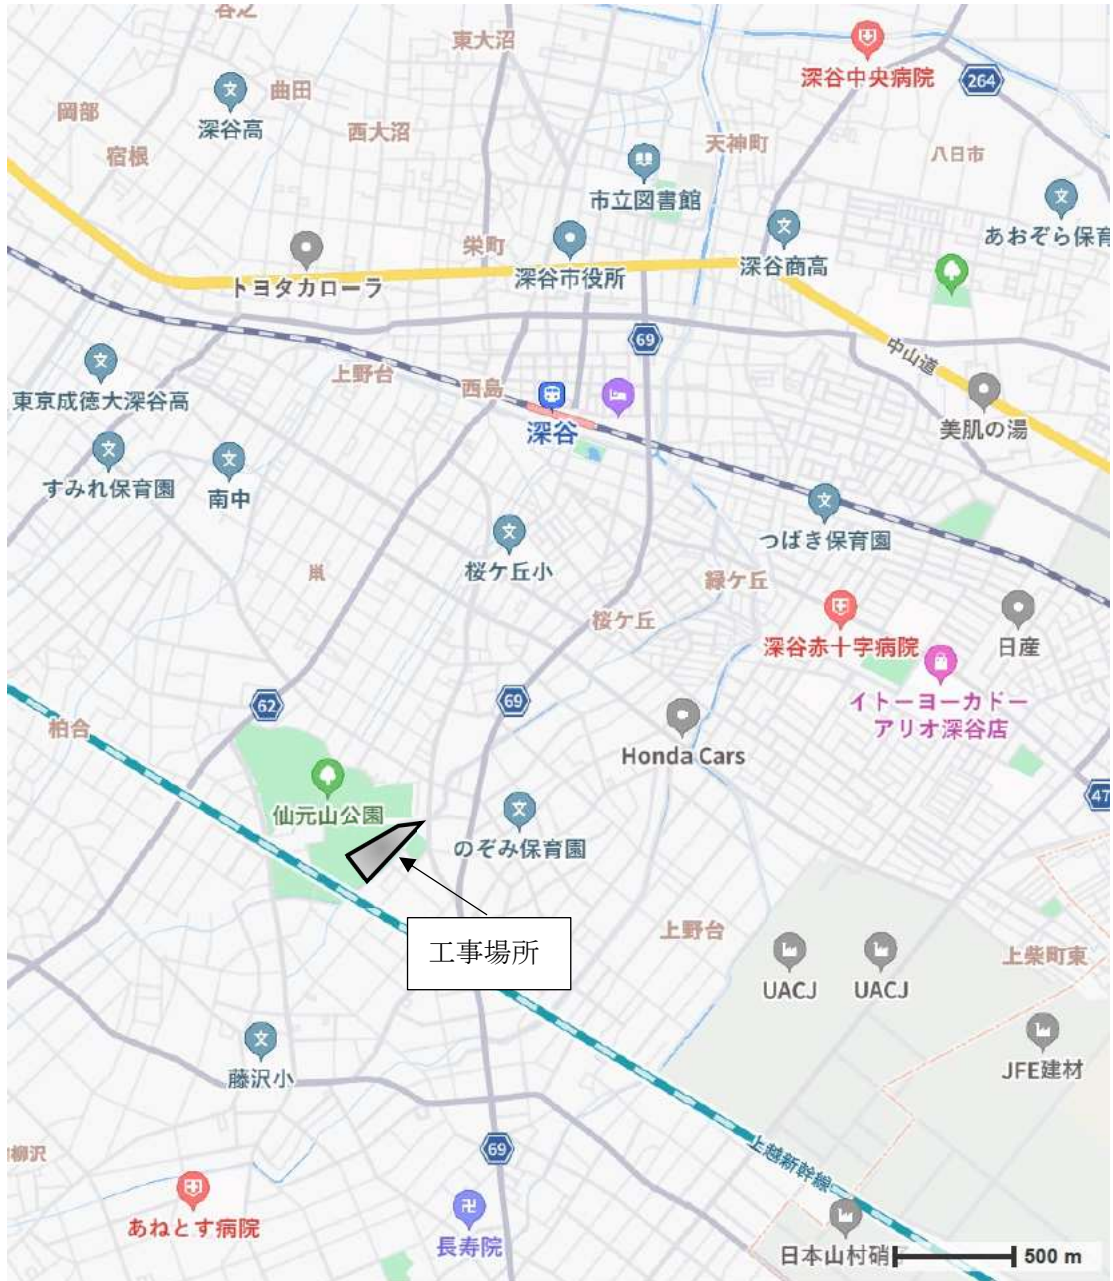 東大沼
深谷中央病院
264
曲田
岡部
深谷高
西大沼
天神町
宿根
八日市
市立図書館
あおぞら保育
栄町
深谷市役所
深谷商高
トヨタカローラ
69
中山道
上野台
西島
東京成徳大深谷高
深谷
美肌の湯
すみれ保育園
南中
つばき保育園
桜ケ丘小
緑ケ丘
桜ケ丘
深谷赤十字病院
日産
イトーヨーカドー
アリオ深谷店
62
69
柏合
Honda Cars
47
仙元山公園
のぞみ保育園
工事場所
上野台
上柴町東
UACJ
UACJ
JFE建材
藤沢小
69
上越新幹線
柳沢
あねとす病院
長寿院
日本山村硝
500 m